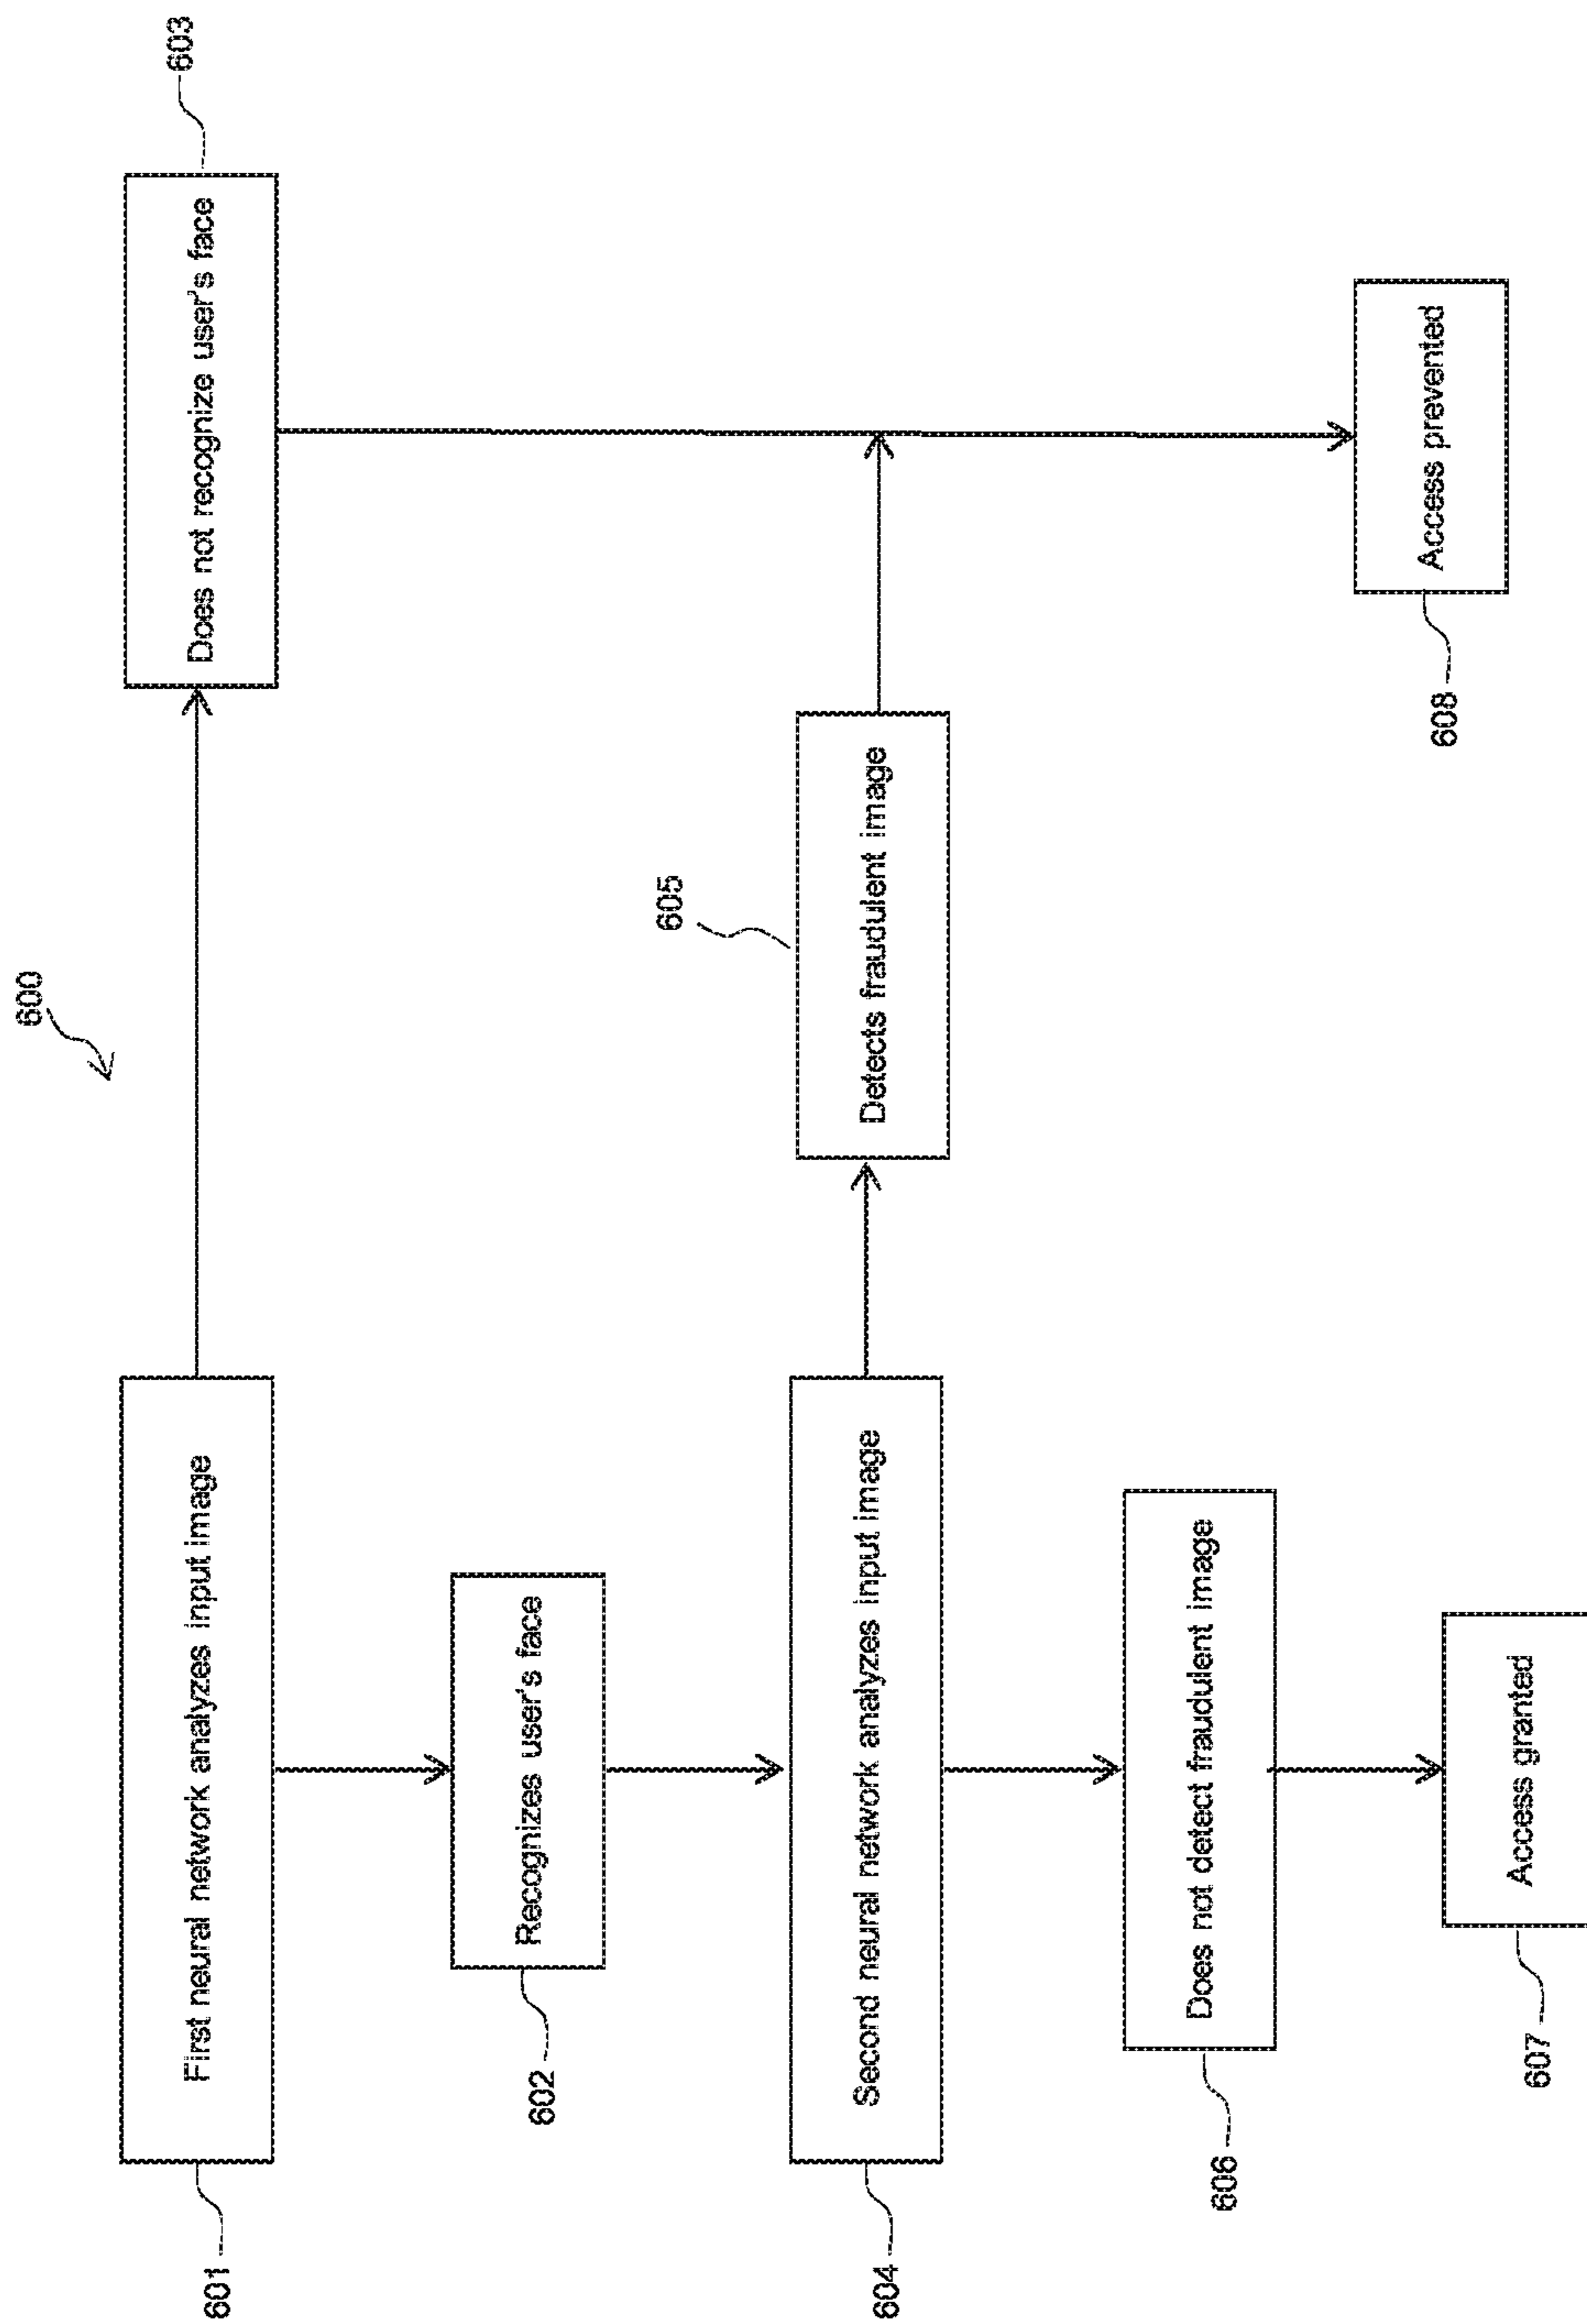 600
601
First neural network analyzes input image
Does not recognize user's face
603
602
Recognizes user's face
604
Second neural network analyzes input image
605
Detects fraudulent image
606
Does not detect fraudulent image
607
Access granted
608
Access prevented